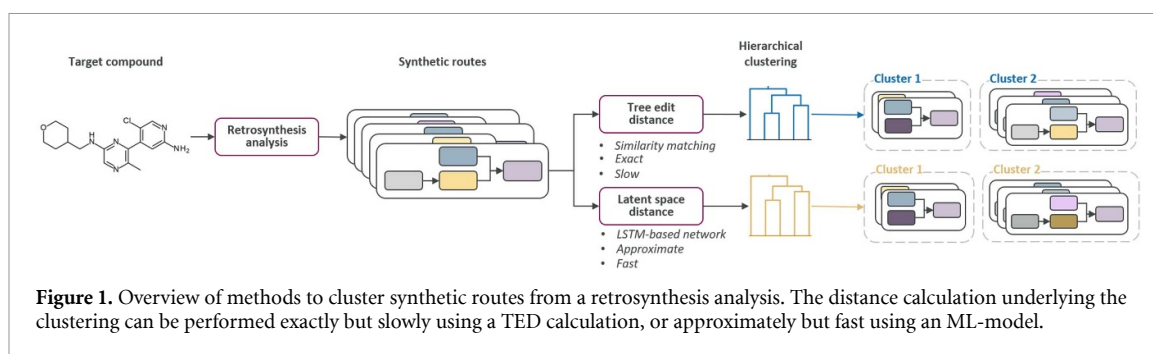 Target compound
Synthetic routes
Hierarchical
clustering
Cluster 1
Cluster 2
Tree edit
distance
Cl
N
O
H
N
N
NH₂
N
Retrosynthesis
analysis
• Similarity matching
• Exact
• Slow
Cluster 1
Cluster 2
Latent space
distance
• LSTM-based network
• Approximate
• Fast
Figure 1. Overview of methods to cluster synthetic routes from a retrosynthesis analysis. The distance calculation underlying the
clustering can be performed exactly but slowly using a TED calculation, or approximately but fast using an ML-model.